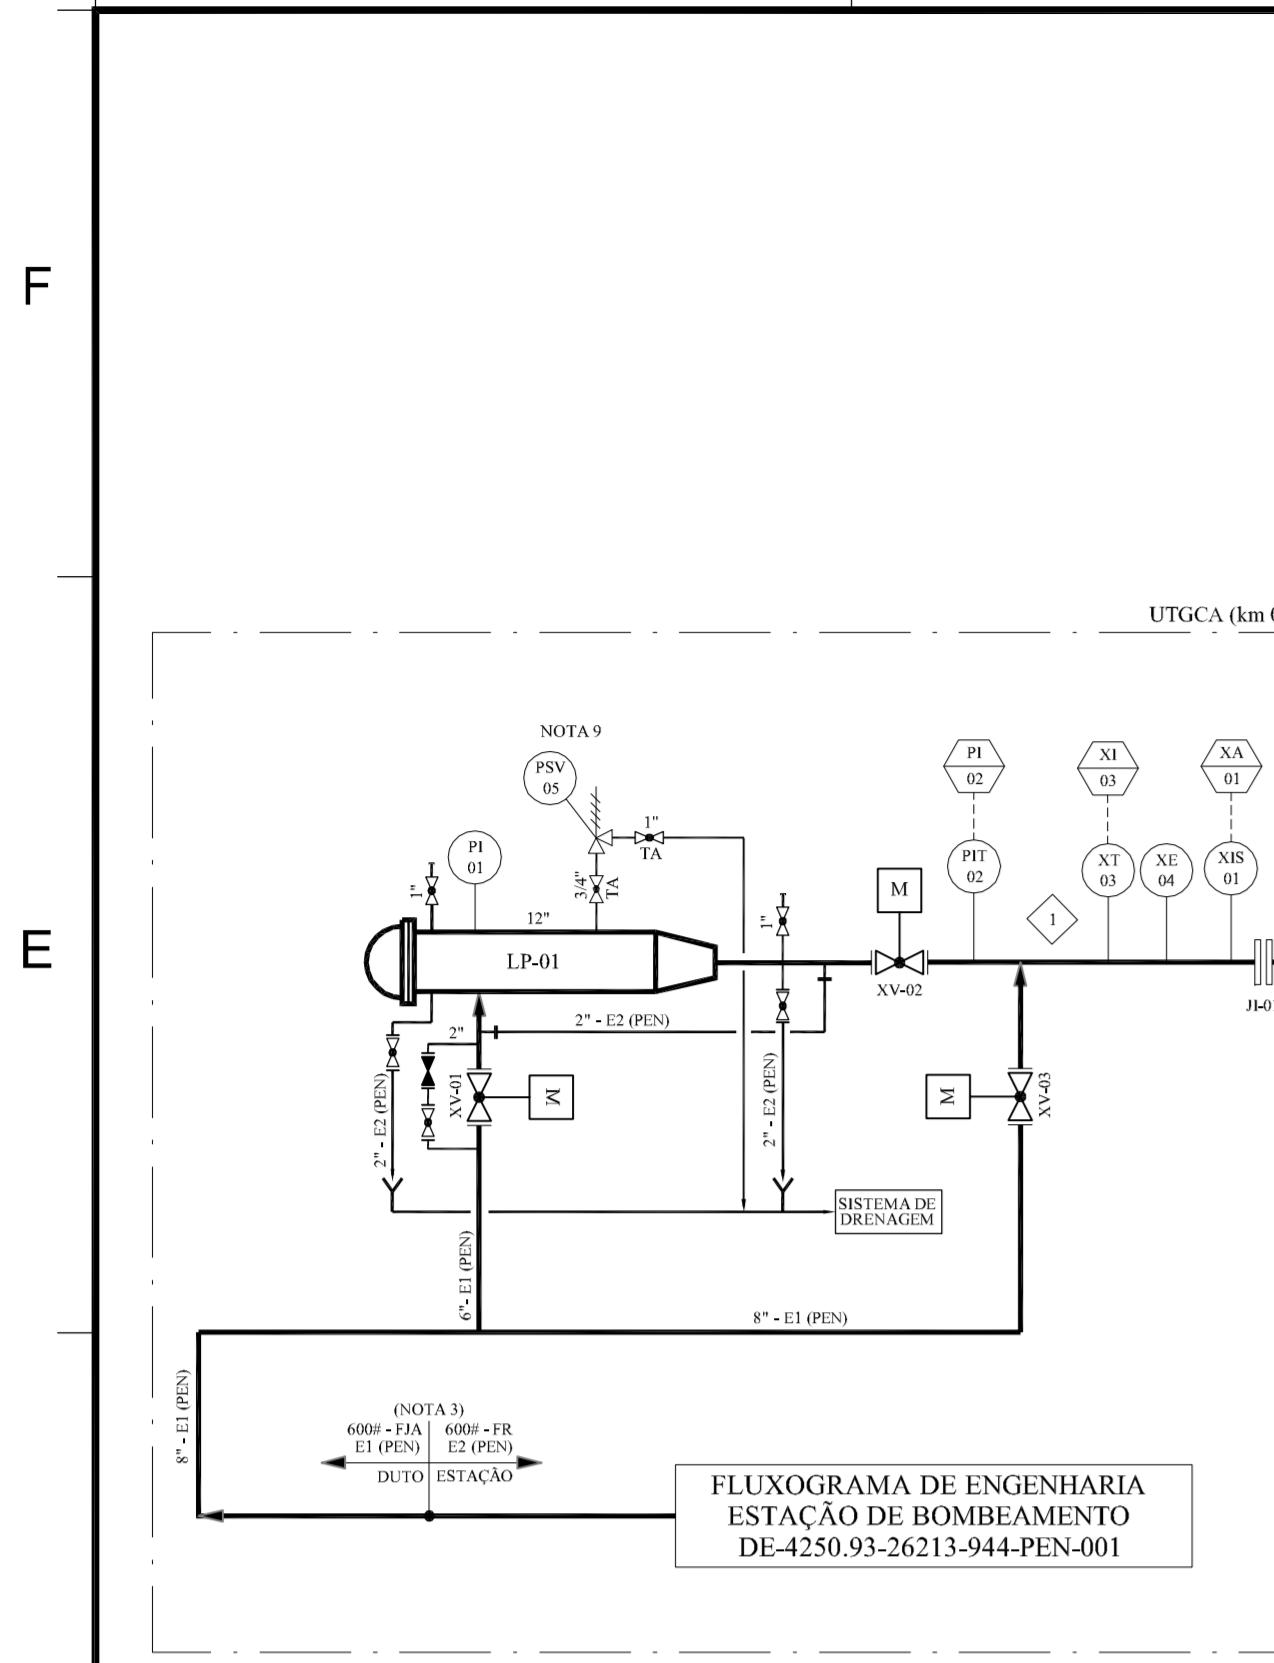 F
UTGCA (km
NOTA 9
PSV
05
PI
02
XI
03
XA
01
1"
TA
PI
01
3/4"
TA
PIT
02
XT
03
XE
04
XIS
01
1"
M
12"
1"
1
E
LP-01
XV-02
JI-0
2" - E2 (PEN)
2"
XV-01
M
M
XV-03
2" - E2 (PEN)
2" - E2 (PEN)
SISTEMA DE
DRENAGEM
6"- E1 (PEN)
8" - E1 (PEN)
8" - E1 (PEN)
(NOTA 3)
600# - FJA
E1 (PEN)
600# - FR
E2 (PEN)
DUTO
ESTAÇÃO
FLUXOGRAMA DE ENGENHARIA
ESTAÇÃO DE BOMBEAMENTO
DE-4250.93-26213-944-PEN-001